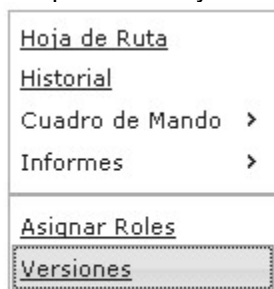 Hoja de Ruta
Historial
Cuadro de Mando >
Informes >
Asignar Roles
Versiones